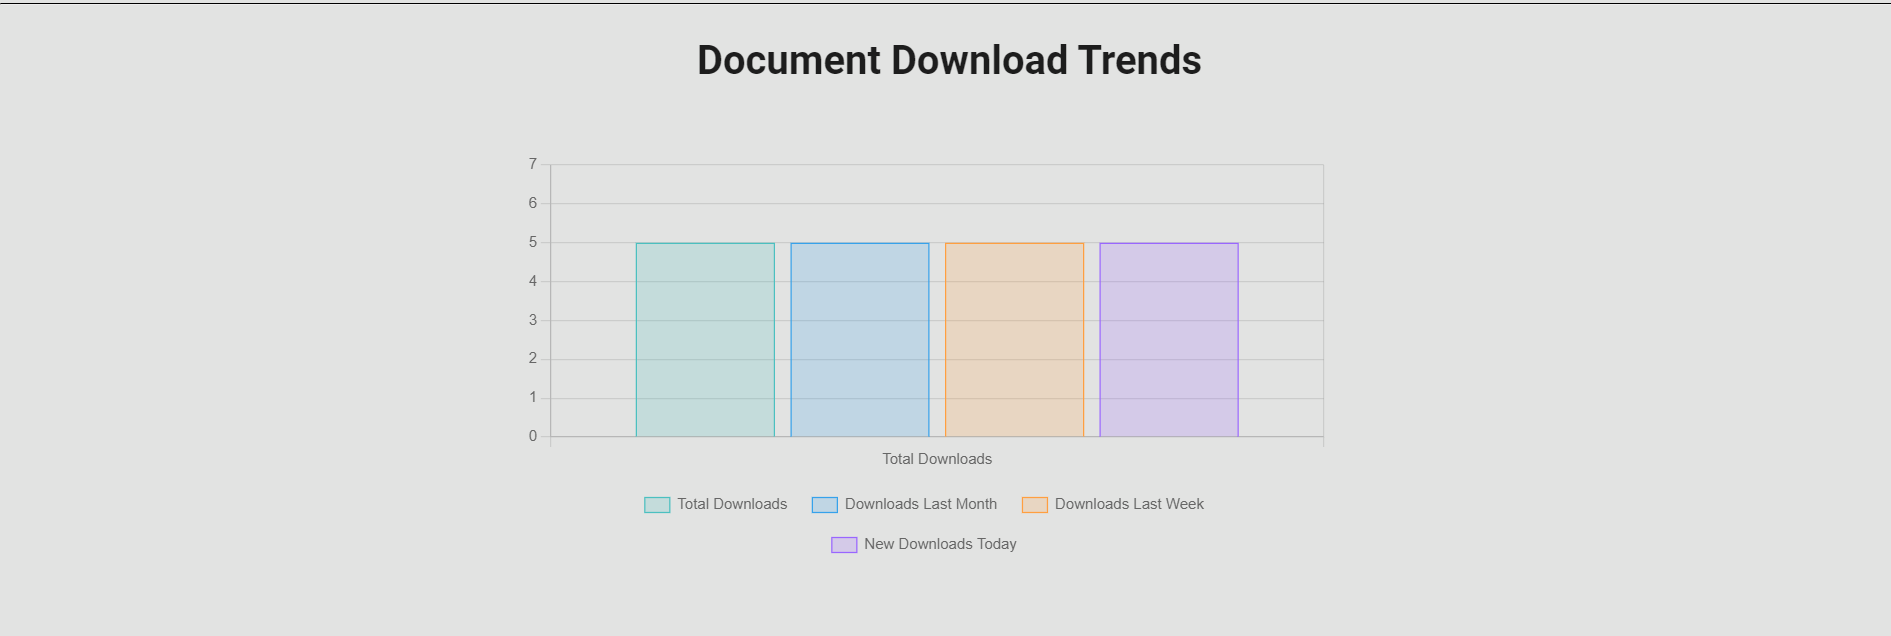 Document Download Trends
7
6
5
4
3
2
1
0
Total Downloads
Total Downloads Downloads Last Month Downloads Last Week
New Downloads Today